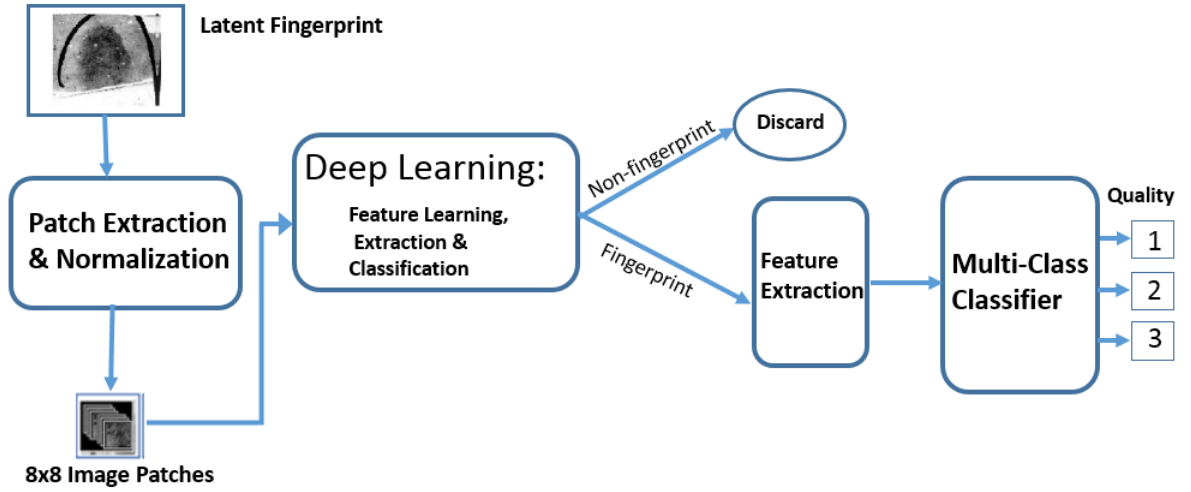 Latent Fingerprint
Patch Extraction
& Normalization
8x8 Image Patches
Deep Learning:
Feature Learning,
Extraction &
Classification
Non-fingerprint
Discard
Fingerprint
Feature
Extraction
Multi-Class
Classifier
Quality
1
2
3